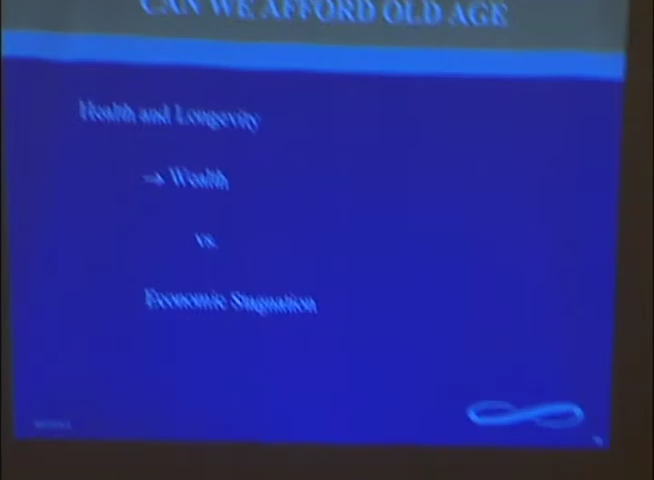 CAN WE AFFORD OLD AGE
Health and Longevity
→ Wealth
vs.
Economic Stagnation